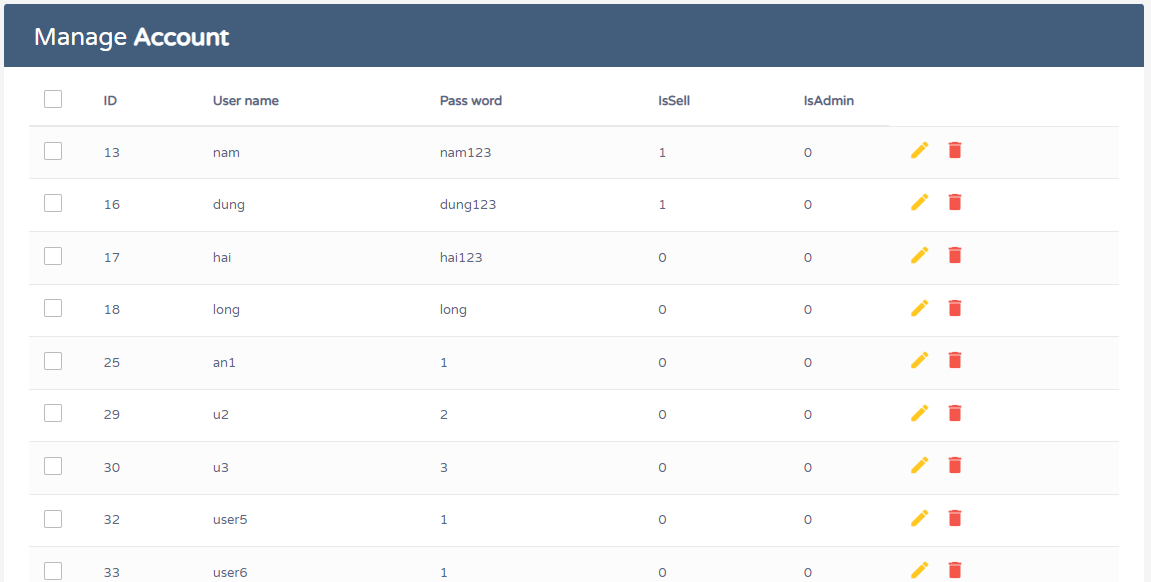 Manage Account
ID User name Pass word IsSell IsAdmin
13 nam nam123 1 0
16 dung dung123 1 0
17 hai hai123 0 0
18 long long 0 0
25 an1 1 0 0
29 u2 2 0 0
30 u3 3 0 0
32 user5 1 0 0
33 user6 1 0 0